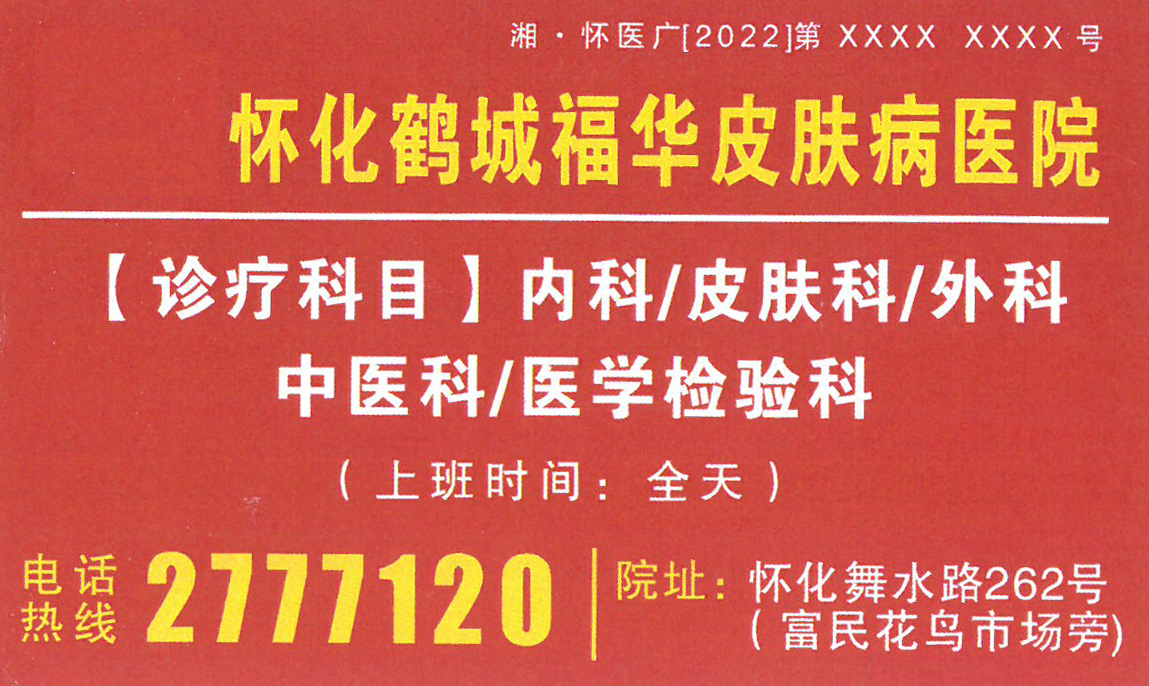 湘·怀医广[2022]第 XXXX XXXX 号
怀化鹤城福华皮肤病医院
【诊疗科目】内科/皮肤科/外科
中医科/医学检验科
(上班时间:全天)
电话热线 2777120
院址:怀化舞水路262号
(富民花鸟市场旁)